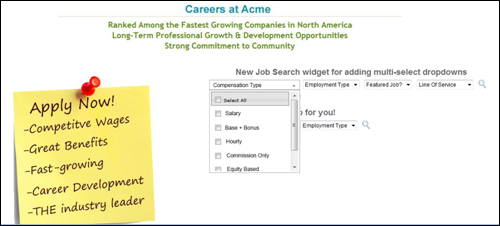 Careers at Acme
Ranked Among the Fastest Growing Companies in North America
Long-Term Professional Growth & Development Opportunities
Strong Commitment to Community
New Job Search widget for adding multi-select dropdowns
Compensation Type Employment Type Featured Job? Line Of Service
Select All
Salary
Base + Bonus
Hourly
Commission Only
Equity Based
for you!
Employment Type
Apply Now!
-Competitve Wages
-Great Benefits
-Fast-growing
-Career Development
-THE industry leader